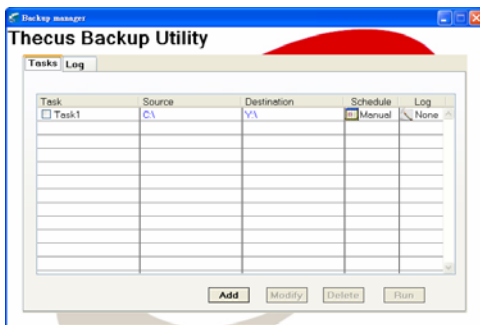 Backup manager
Thecus Backup Utility
Tasks Log
Task Source Destination Schedule Log
Task1 C:\ Y:\ Manual None
Add Modify Delete Run